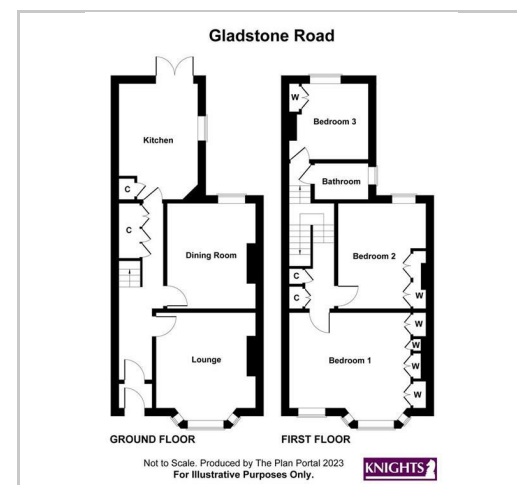 Gladstone Road
W
Bedroom 3
Kitchen
Bathroom
C
C
Dining Room
Bedroom 2
C
C
W
Lounge
Bedroom 1
W
W
W
W
GROUND FLOOR
FIRST FLOOR
Not to Scale. Produced by The Plan Portal 2023
For Illustrative Purposes Only.
KNIGHTS